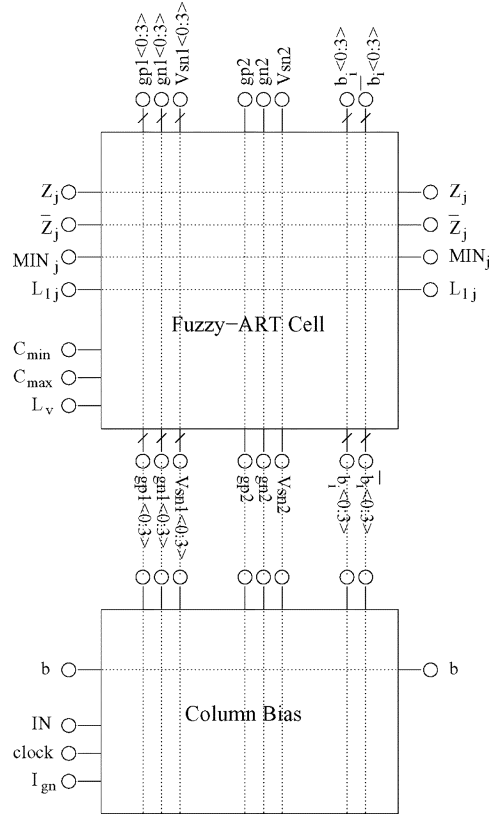 gp1<0:3>
gn1<0:3>
Vsn1<0:3>
gp2
gn2
Vsn2
b_i<0:3>
b̅_i<0:3>
Z_j Z_j
Z̅_j Z̅_j
MIN_j MIN_j
L_1j L_1j
Fuzzy−ART Cell
C_min
C_max
L_v
gp1<0:3>
gn1<0:3>
Vsn1<0:3>
gp2
gn2
Vsn2
b_i<0:3>
b̅_i<0:3>
b b
Column Bias
IN
clock
I_gn